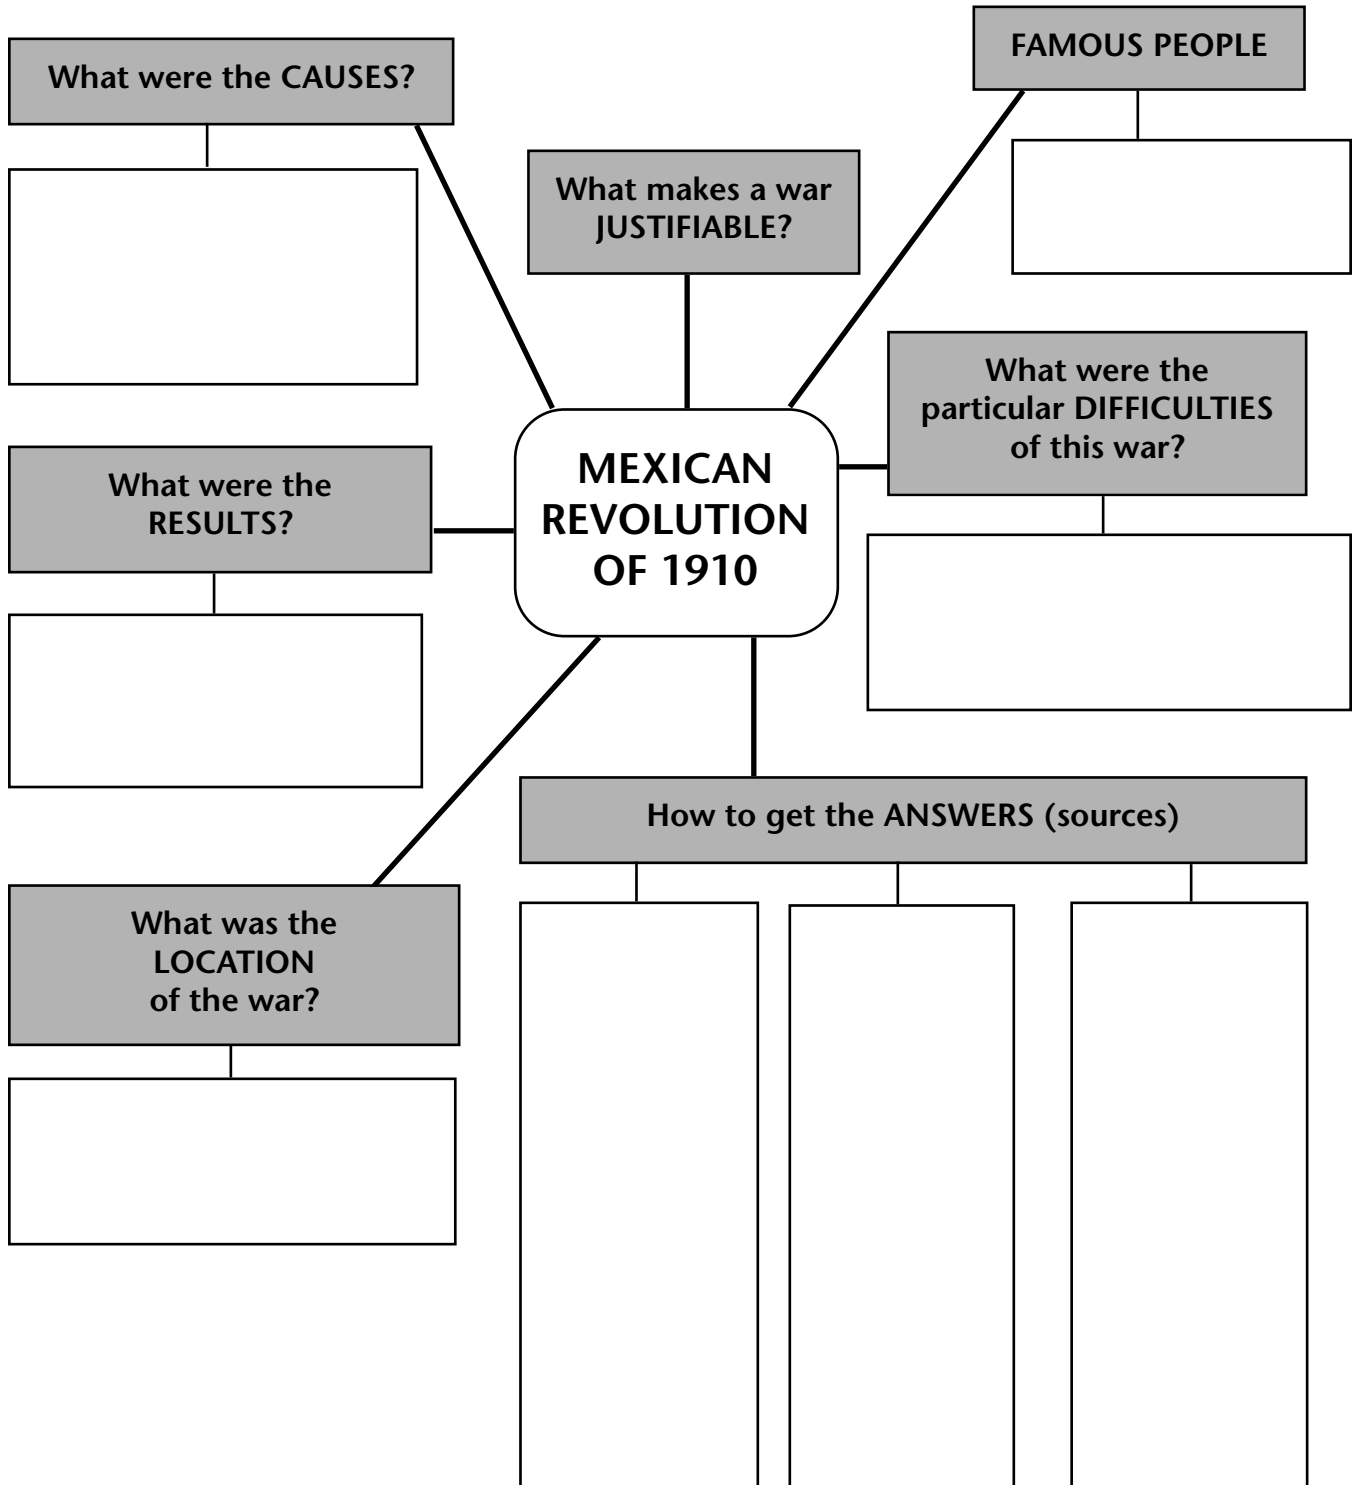 What were the CAUSES?
FAMOUS PEOPLE
What makes a war
JUSTIFIABLE?
What were the
particular DIFFICULTIES
of this war?
MEXICAN
REVOLUTION
OF 1910
What were the
RESULTS?
How to get the ANSWERS (sources)
What was the
LOCATION
of the war?